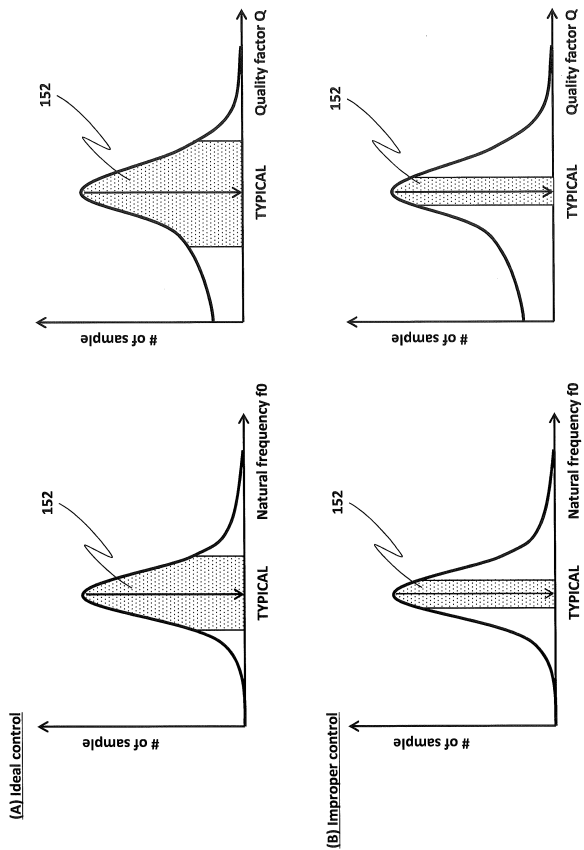 (A) Ideal control
# of sample
152
TYPICAL
Natural frequency f0
# of sample
152
TYPICAL
Quality factor Q
(B) Improper control
# of sample
152
TYPICAL
Natural frequency f0
# of sample
152
TYPICAL
Quality factor Q